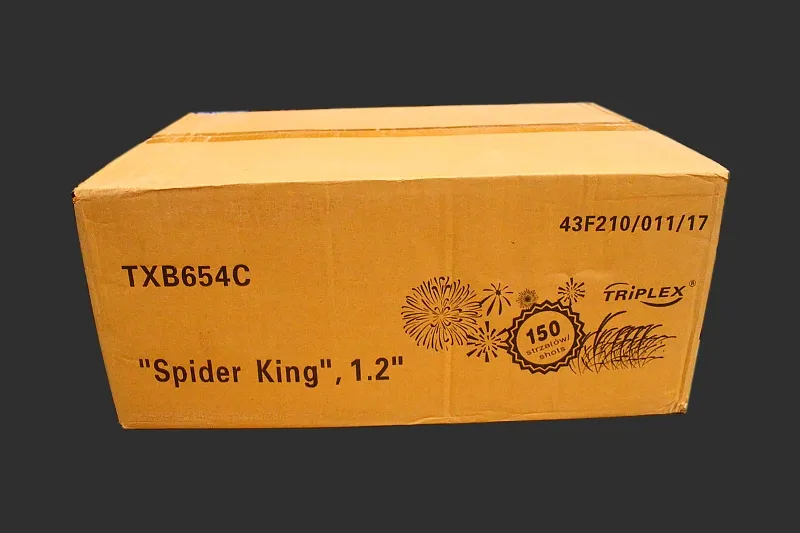 43F210/011/17
TXB654C
TRIPLEX®
150
strzałów/
shots
"Spider King", 1.2"